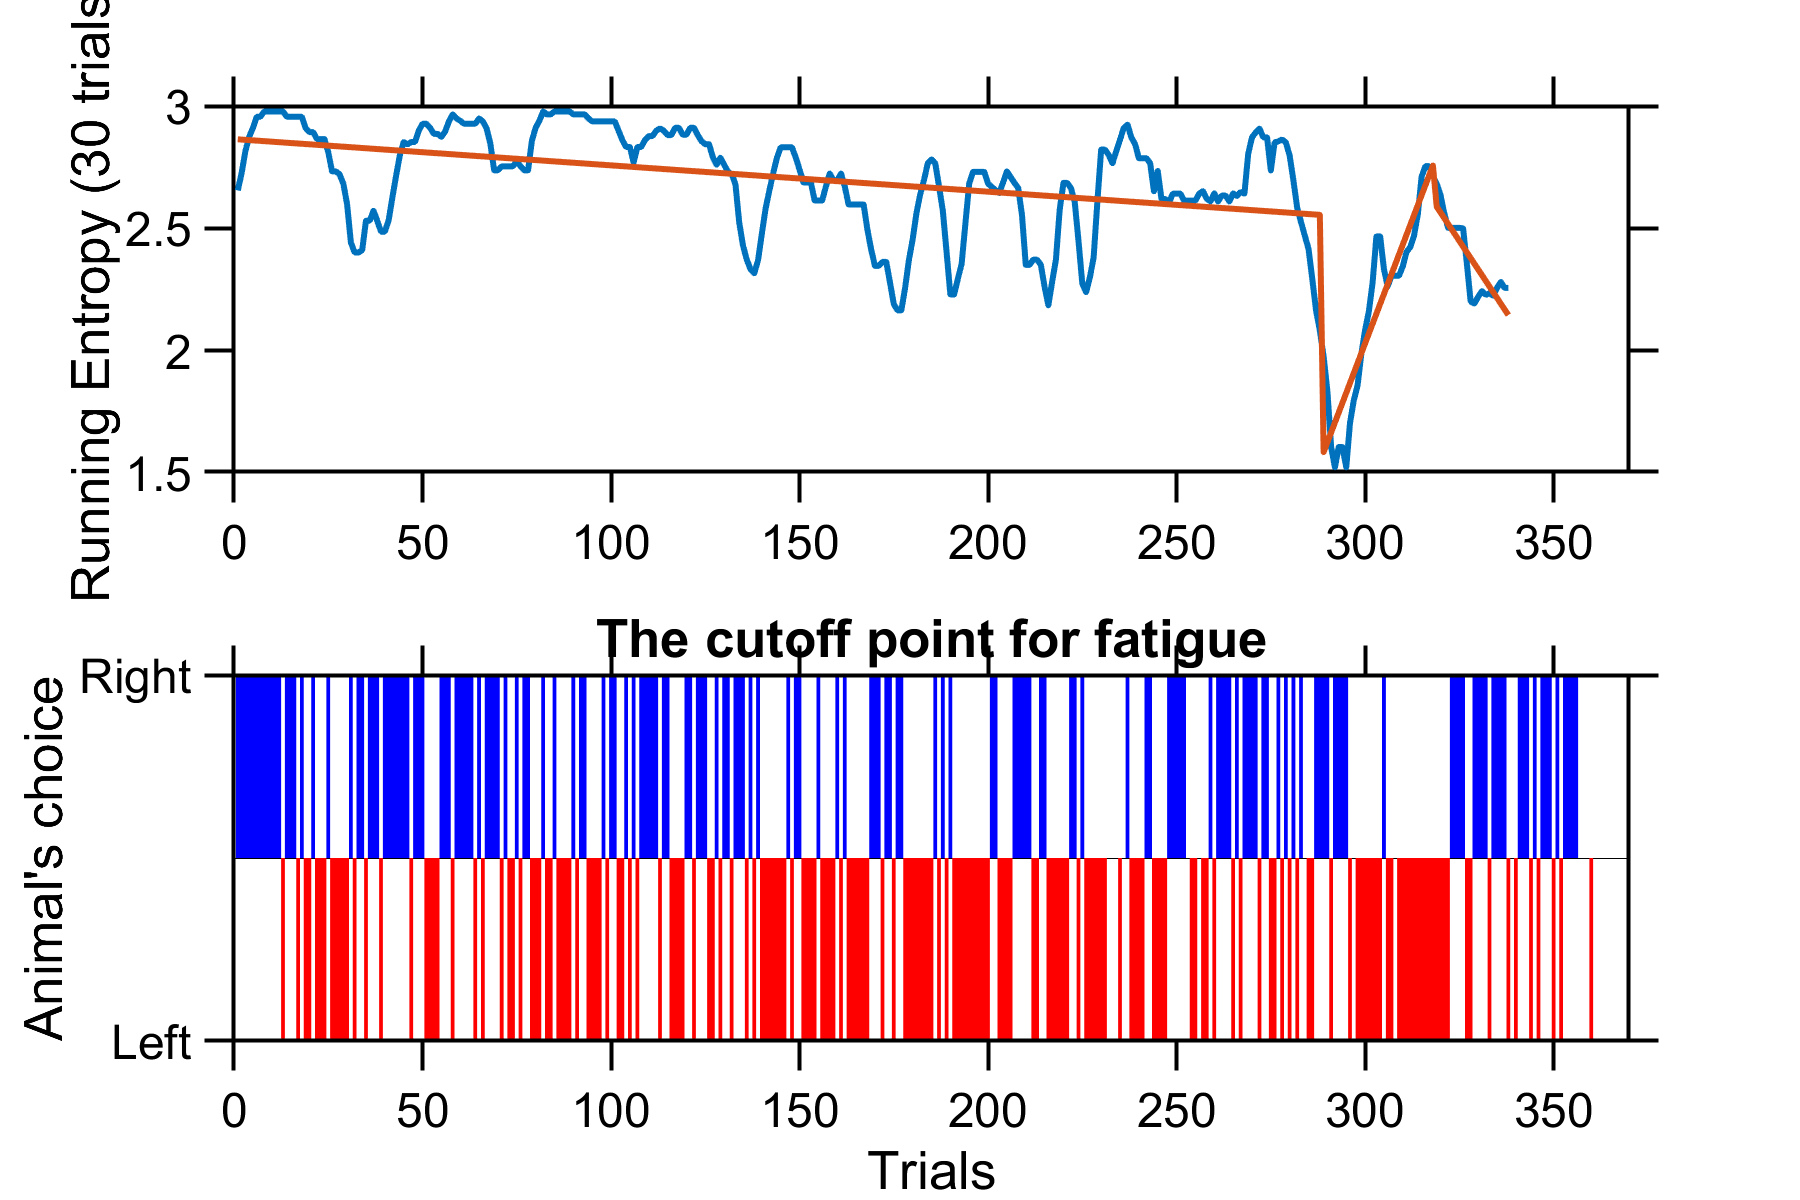 Running Entropy (30 trials
3
2.5
2
1.5
0 50 100 150 200 250 300 350
The cutoff point for fatigue
Animal's choice
Right
Left
0 50 100 150 200 250 300 350
Trials